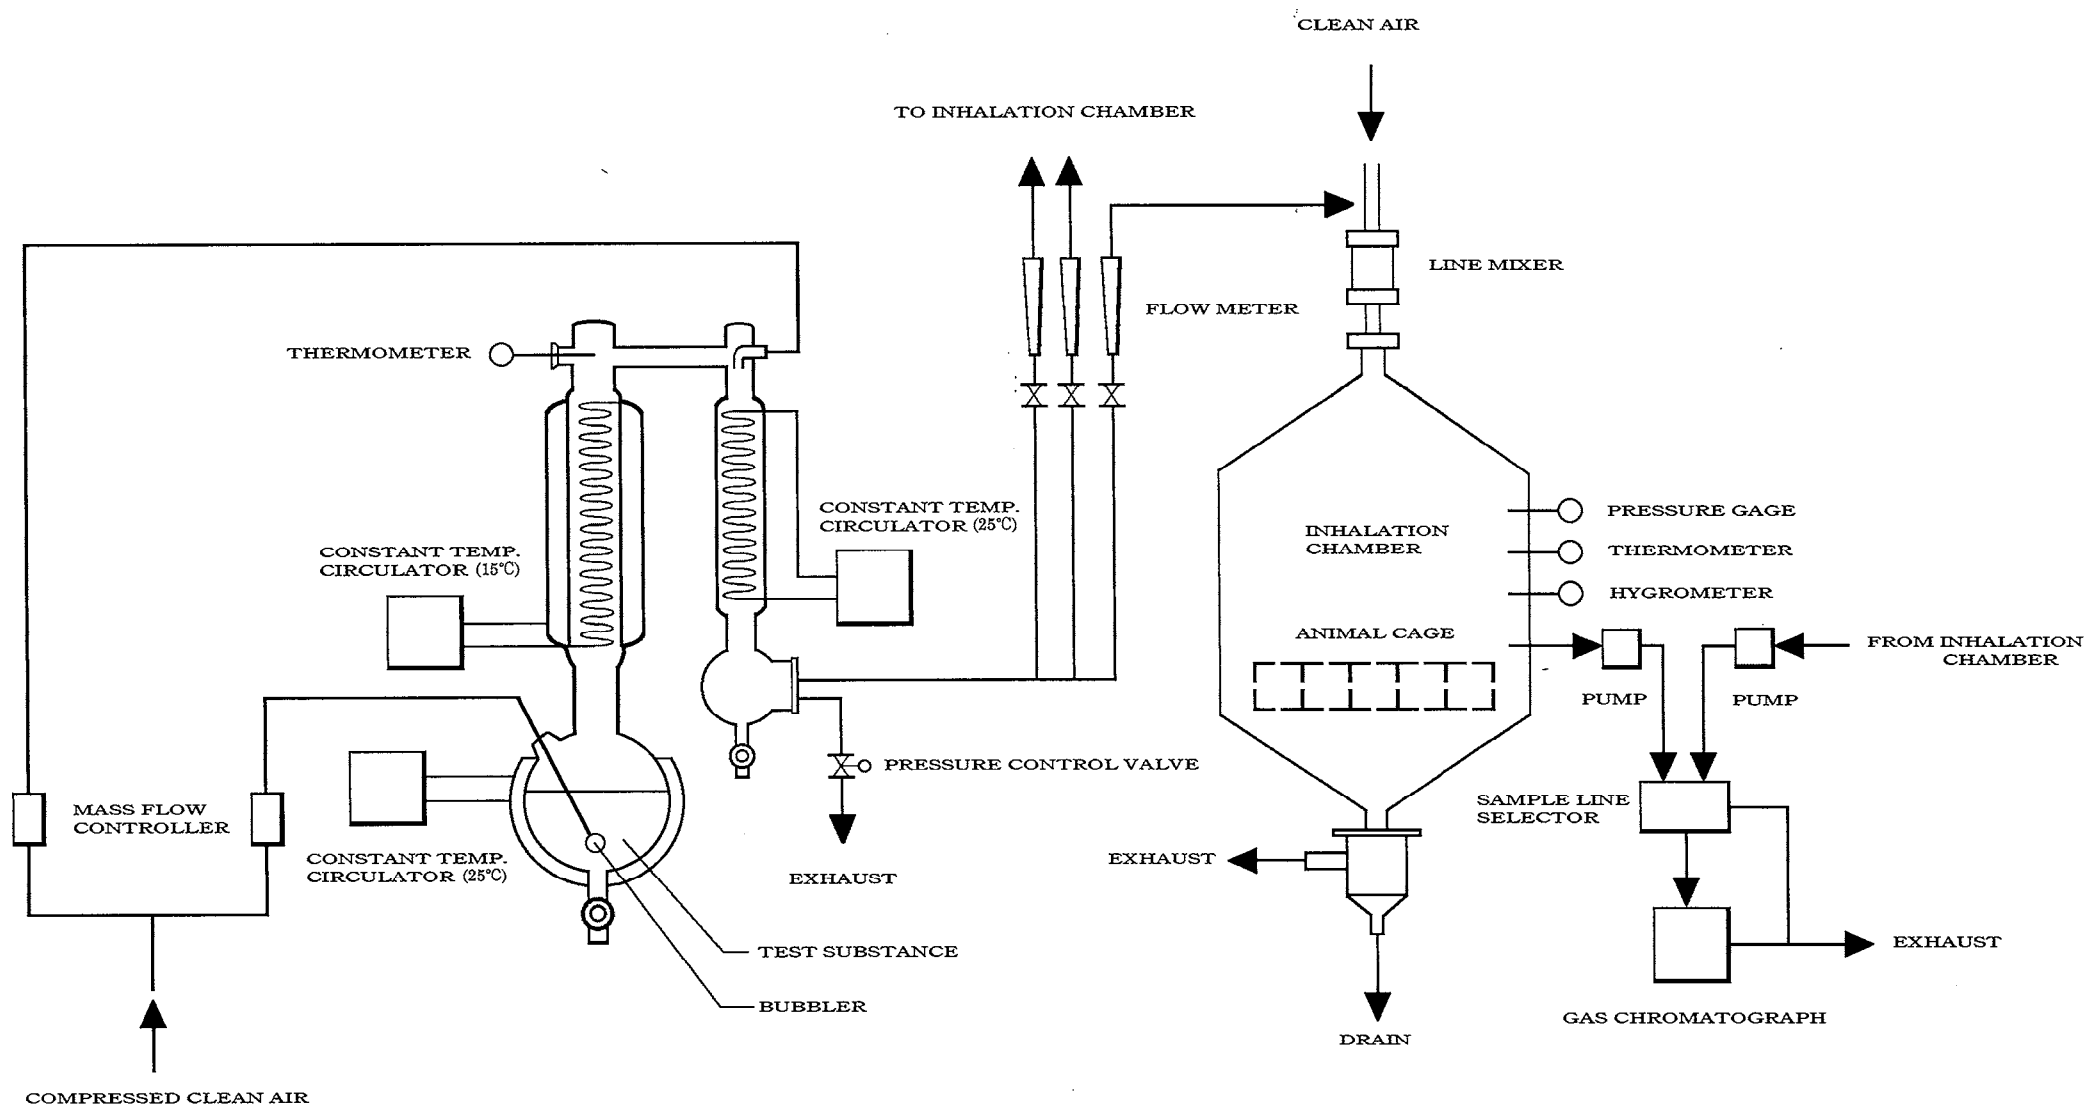 CLEAN AIR
TO INHALATION CHAMBER
LINE MIXER
FLOW METER
THERMOMETER
CONSTANT TEMP.
CIRCULATOR (25°C)
CONSTANT TEMP.
CIRCULATOR (15°C)
INHALATION
CHAMBER
PRESSURE GAGE
THERMOMETER
HYGROMETER
ANIMAL CAGE
FROM INHALATION
CHAMBER
PUMP
PUMP
PRESSURE CONTROL VALVE
SAMPLE LINE
SELECTOR
MASS FLOW
CONTROLLER
CONSTANT TEMP.
CIRCULATOR (25°C)
EXHAUST
EXHAUST
EXHAUST
TEST SUBSTANCE
BUBBLER
GAS CHROMATOGRAPH
DRAIN
COMPRESSED CLEAN AIR